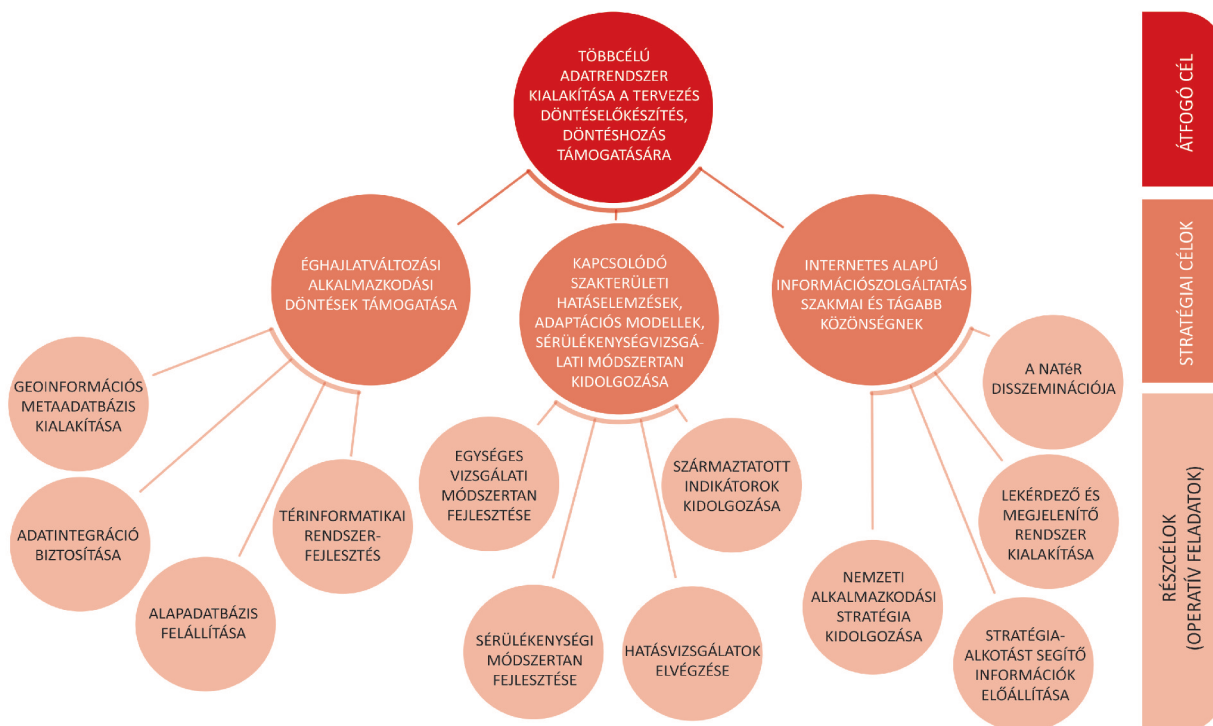 TÖBBCÉLÚ
ADATRENDSZER
KIALAKÍTÁSA A TERVEZÉS
DÖNTÉSELŐKÉSZÍTÉS,
DÖNTÉSHOZÁS
TÁMOGATÁSÁRA
ÁTFOGÓ CÉL
ÉGHAJLATVÁLTOZÁSI
ALKALMAZKODÁSI
DÖNTÉSEK TÁMOGATÁSA
KAPCSOLÓDÓ
SZAKTERÜLETI
HATÁSELEMZÉSEK,
ADAPTÁCIÓS MODELLEK,
SÉRÜLÉKENYSÉGVIZSGÁ-
LATI MÓDSZERTAN
KIDOLGOZÁSA
INTERNETES ALAPÚ
INFORMÁCIÓSZOLGÁLTATÁS
SZAKMAI ÉS TÁGABB
KÖZÖNSÉGNEK
STRATÉGIAI CÉLOK
GEOINFORMÁCIÓS
METAADATBÁZIS
KIALAKÍTÁSA
ADATINTEGRÁCIÓ
BIZTOSÍTÁSA
ALAPADATBÁZIS
FELÁLLÍTÁSA
TÉRINFORMATIKAI
RENDSZER-
FEJLESZTÉS
EGYSÉGES
VIZSGÁLATI
MÓDSZERTAN
FEJLESZTÉSE
SÉRÜLÉKENYSÉGI
MÓDSZERTAN
FEJLESZTÉSE
HATÁSVIZSGÁLATOK
ELVÉGZÉSE
SZÁRMAZTATOTT
INDIKÁTOROK
KIDOLGOZÁSA
NEMZETI
ALKALMAZKODÁSI
STRATÉGIA
KIDOLGOZÁSA
STRATÉGIA-
ALKOTÁST SEGÍTŐ
INFORMÁCIÓK
ELŐÁLLÍTÁSA
LEKÉRDEZŐ ÉS
MEGJELENÍTŐ
RENDSZER
KIALAKÍTÁSA
A NATéR
DISSZEMINÁCIÓJA
RÉSZCÉLOK
(OPERATÍV FELADATOK)